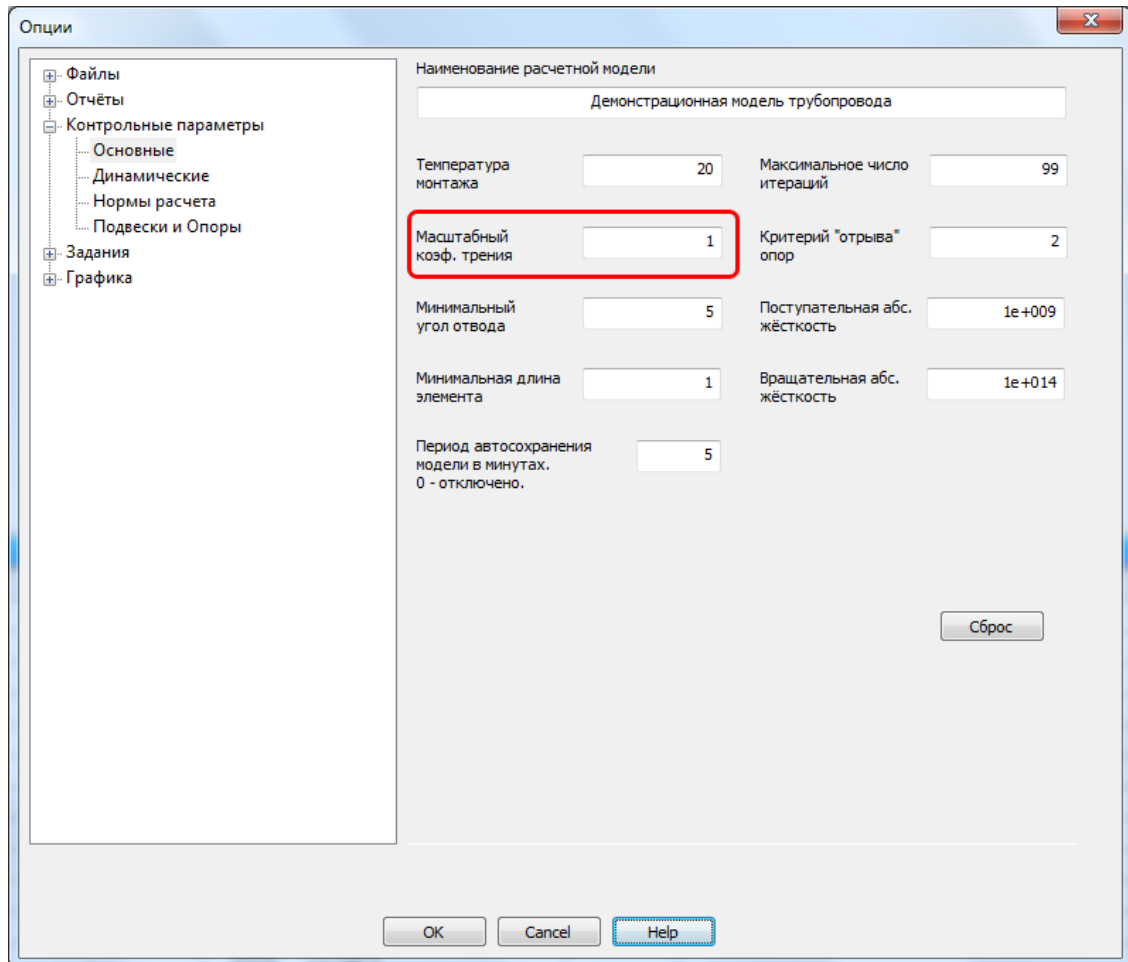 Опции
Файлы
Отчёты
Контрольные параметры
Основные
Динамические
Нормы расчета
Подвески и Опоры
Задания
Графика
Наименование расчетной модели
Демонстрационная модель трубопровода
Температура
монтажа
20
Максимальное число
итераций
99
Масштабный
коэф. трения
1
Критерий "отрыва"
опор
2
Минимальный
угол отвода
5
Поступательная абс.
жёсткость
1e+009
Минимальная длина
элемента
1
Вращательная абс.
жёсткость
1e+014
Период автосохранения
модели в минутах.
0 - отключено.
5
Сброс
OK
Cancel
Help